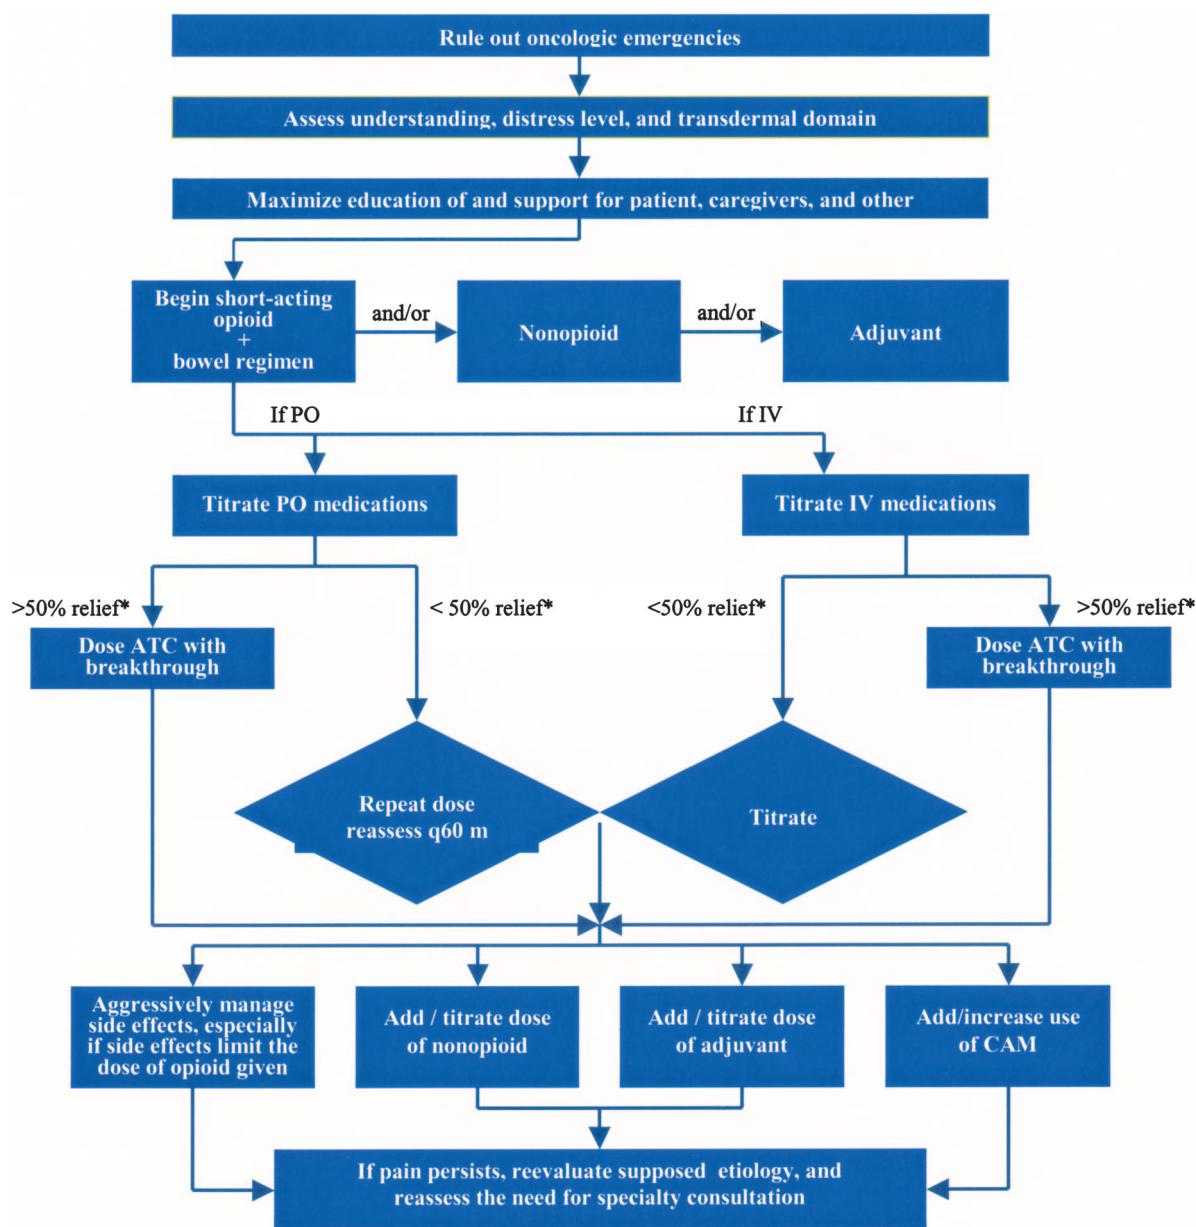 Rule out oncologic emergencies
Assess understanding, distress level, and transdermal domain
Maximize education of and support for patient, caregivers, and other
Begin short-acting
opioid
+
bowel regimen
and/or
Nonopioid
and/or
Adjuvant
If PO
If IV
Titrate PO medications
Titrate IV medications
>50% relief*
< 50% relief*
<50% relief*
>50% relief*
Dose ATC with
breakthrough
Dose ATC with
breakthrough
Repeat dose
reassess q60 m
Titrate
Aggressively manage
side effects, especially
if side effects limit the
dose of opioid given
Add / titrate dose
of nonopioid
Add / titrate dose
of adjuvant
Add/increase use
of CAM
If pain persists, reevaluate supposed etiology, and
reassess the need for specialty consultation